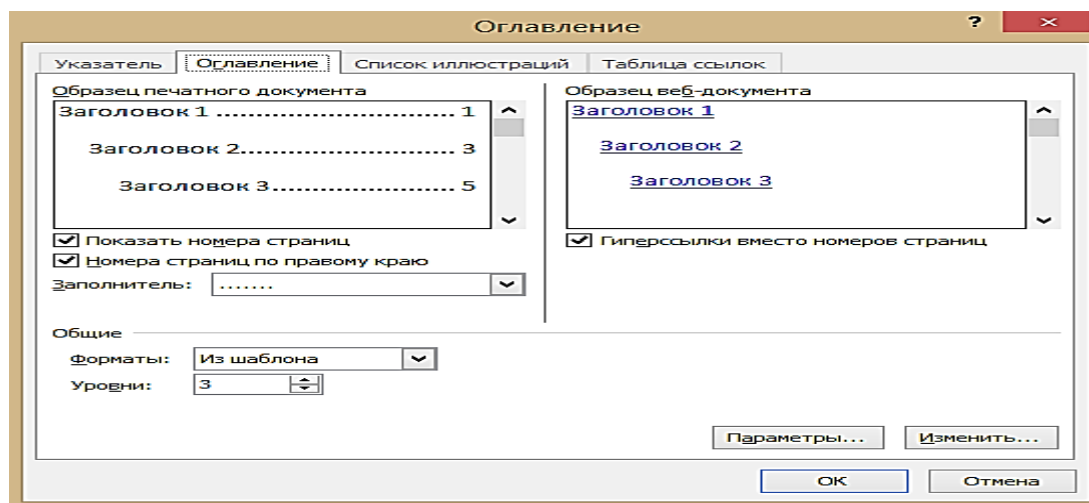 Оглавление
?
Указатель Оглавление Список иллюстраций Таблица ссылок
Образец печатного документа
Заголовок 1 ............................ 1
Заголовок 2......................... 3
Заголовок 3..................... 5
Показать номера страниц
Номера страниц по правому краю
Заполнитель: .......
Образец веб-документа
Заголовок 1
Заголовок 2
Заголовок 3
Гиперссылки вместо номеров страниц
Общие
Форматы: Из шаблона
Уровни: 3
Параметры... Изменить...
ОК Отмена